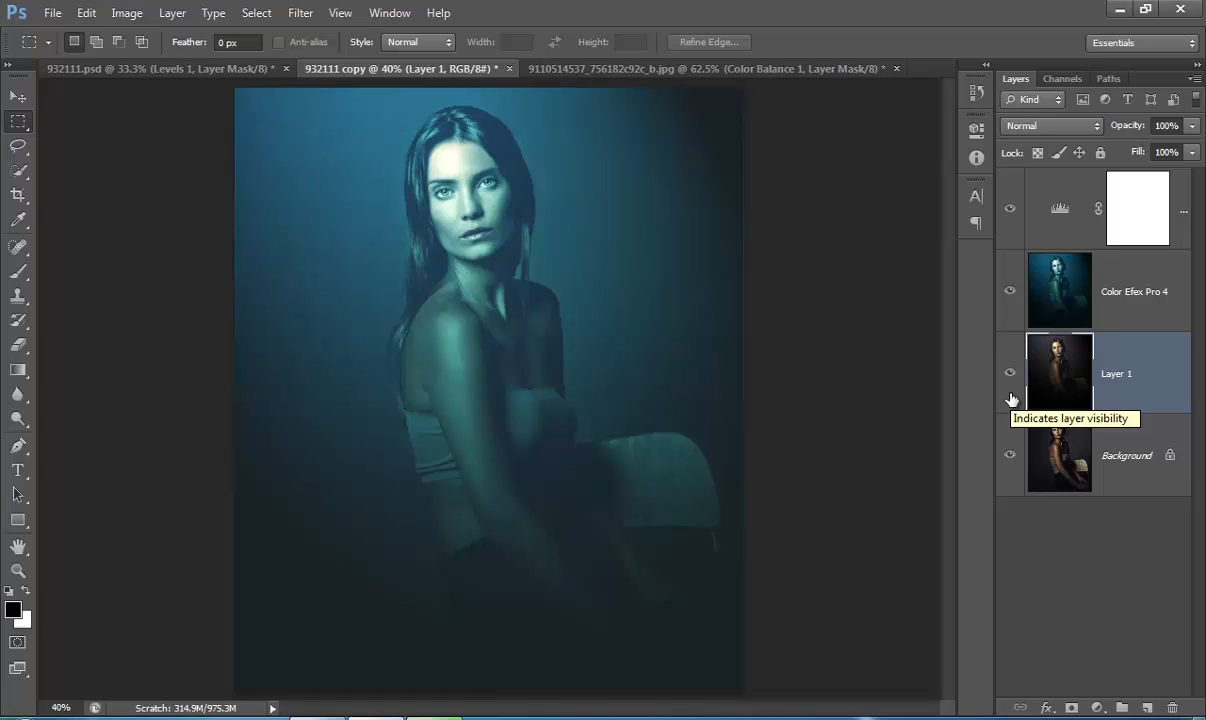 Ps File Edit Image Layer Type Select Filter View Window Help
Feather: 0 px Anti-alias Style: Normal Width: Height: Refine Edge... Essentials
932111.psd @ 33.3% (Levels 1, Layer Mask/8) * × 932111 copy @ 40% (Layer 1, RGB/8#) * × 9110514537_756182c92c_b.jpg @ 62.5% (Color Balance 1, Layer Mask/8) * ×
Layers Channels Paths
Kind
Normal Opacity: 100%
Lock: Fill: 100%
...
Color Efex Pro 4
Layer 1
Indicates layer visibility
Background
40% Scratch: 314.9M/975.3M